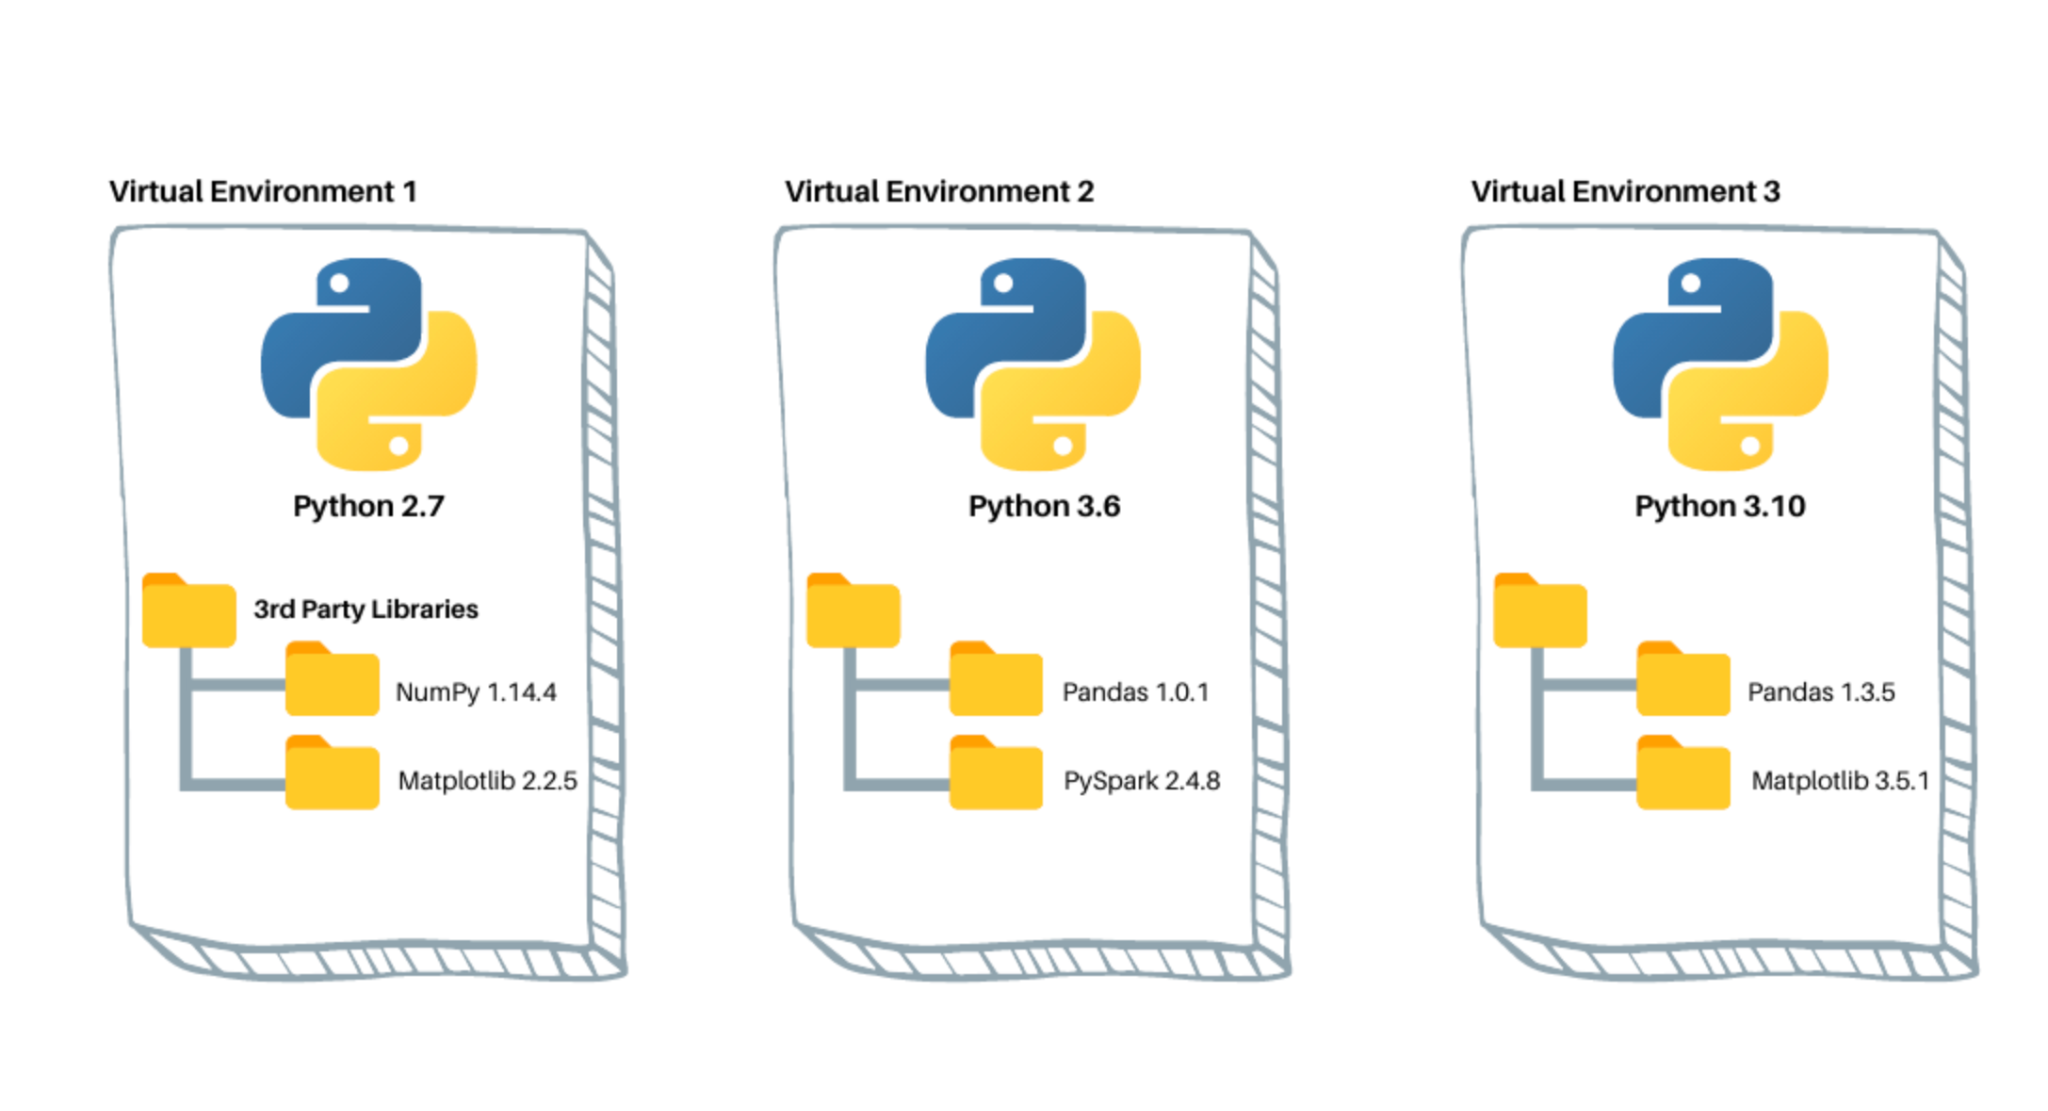 Virtual Environment 1
Python 2.7
3rd Party Libraries
NumPy 1.14.4
Matplotlib 2.2.5
Virtual Environment 2
Python 3.6
Pandas 1.0.1
PySpark 2.4.8
Virtual Environment 3
Python 3.10
Pandas 1.3.5
Matplotlib 3.5.1